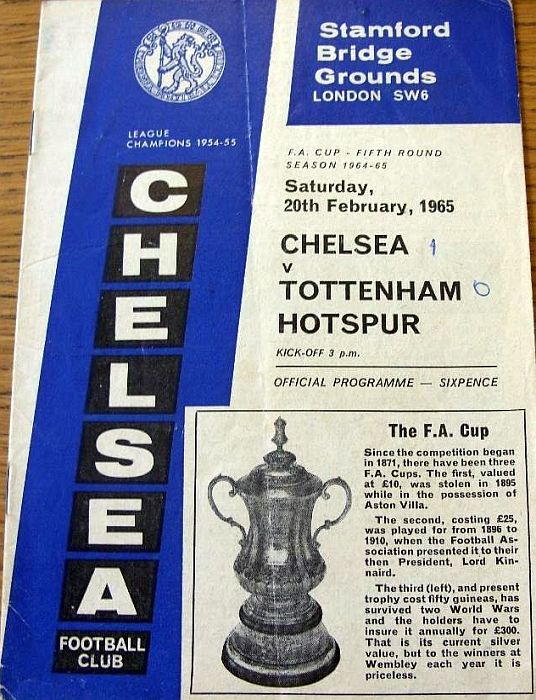 Stamford
Bridge
Grounds
LONDON SW6
LEAGUE
CHAMPIONS 1954-55
CHELSEA
FOOTBALL
CLUB
F.A. CUP - FIFTH ROUND
SEASON 1964-65
Saturday,
20th February, 1965
CHELSEA 1
v
TOTTENHAM 0
HOTSPUR
KICK-OFF 3 p.m.
OFFICIAL PROGRAMME — SIXPENCE
The F.A. Cup
Since the competition began
in 1871, there have been three
F.A. Cups. The first, valued
at £10, was stolen in 1895
while in the possession of
Aston Villa.
The second, costing £25,
was played for from 1896 to
1910, when the Football As-
sociation presented it to their
then President, Lord Kin-
naird.
The third (left), and present
trophy cost fifty guineas, has
survived two World Wars
and the holders have to
insure it annually for £300.
That is its current silver
value, but to the winners at
Wembley each year it is
priceless.